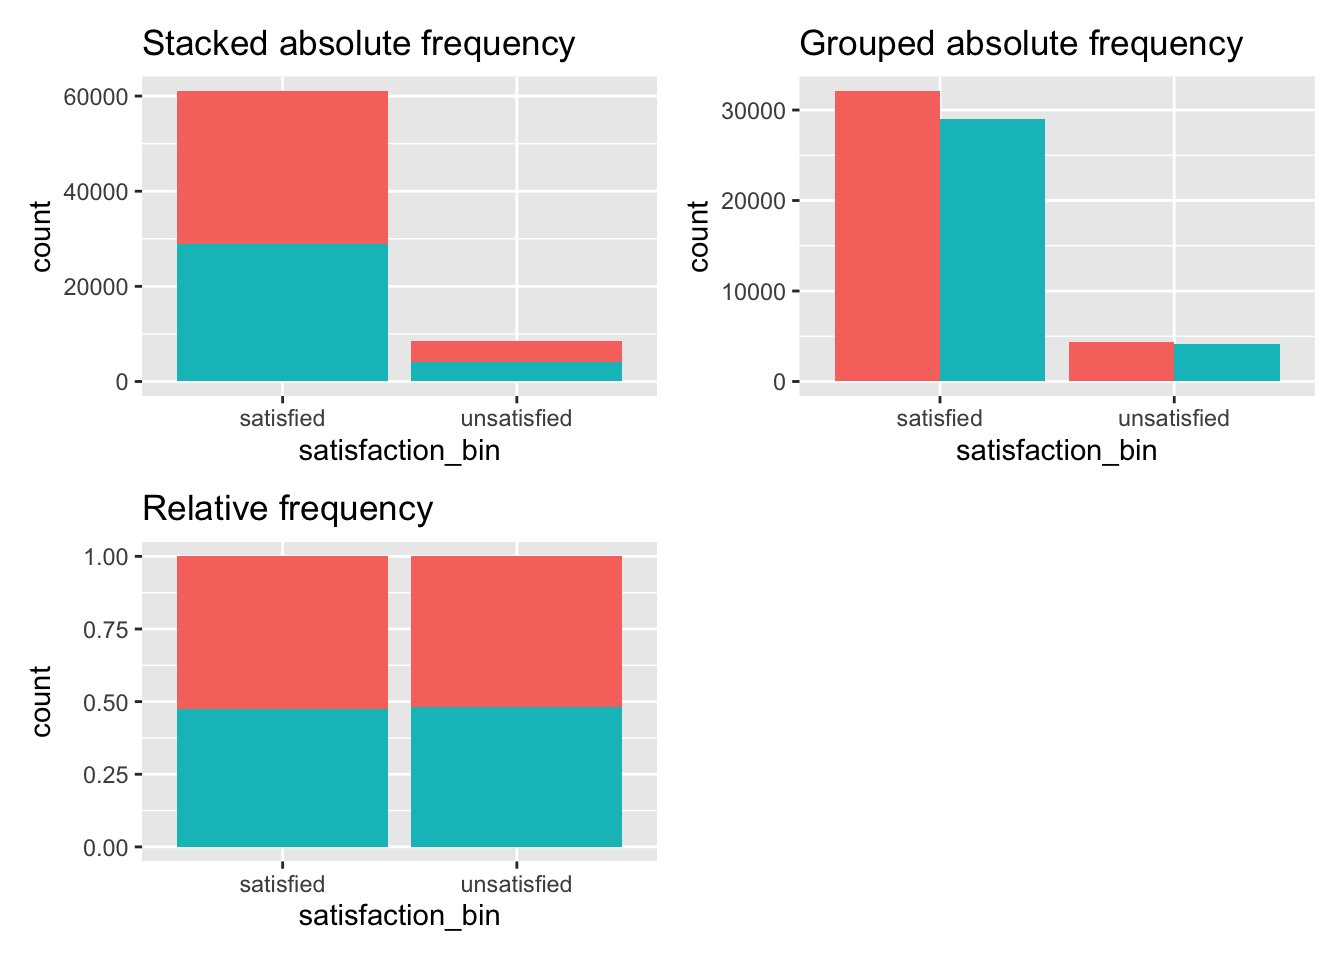 Stacked absolute frequency
60000
40000
20000
0
count
satisfied unsatisfied
satisfaction_bin
Grouped absolute frequency
30000
20000
10000
0
count
satisfied unsatisfied
satisfaction_bin
Relative frequency
1.00
0.75
0.50
0.25
0.00
count
satisfied unsatisfied
satisfaction_bin